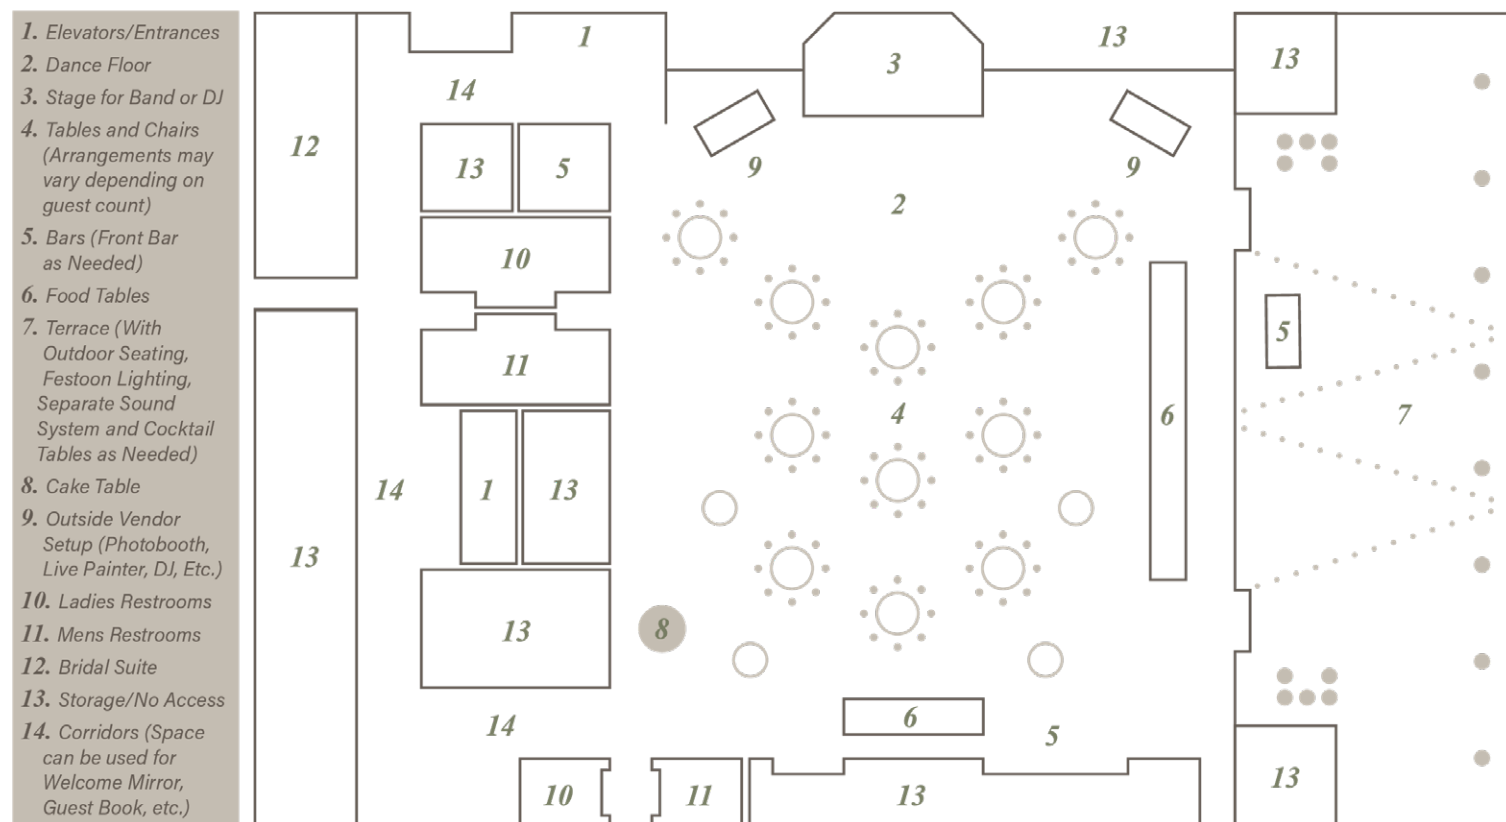 1. Elevators/Entrances
2. Dance Floor
3. Stage for Band or DJ
4. Tables and Chairs
(Arrangements may
vary depending on
guest count)
5. Bars (Front Bar
as Needed)
6. Food Tables
7. Terrace (With
Outdoor Seating,
Festoon Lighting,
Separate Sound
System and Cocktail
Tables as Needed)
8. Cake Table
9. Outside Vendor
Setup (Photobooth,
Live Painter, DJ, Etc.)
10. Ladies Restrooms
11. Mens Restrooms
12. Bridal Suite
13. Storage/No Access
14. Corridors (Space
can be used for
Welcome Mirror,
Guest Book, etc.)
1
13
3
13
14
12
13
5
9
9
2
10
5
11
4
6
7
14
1
13
13
13
8
14
6
5
10
11
13
13